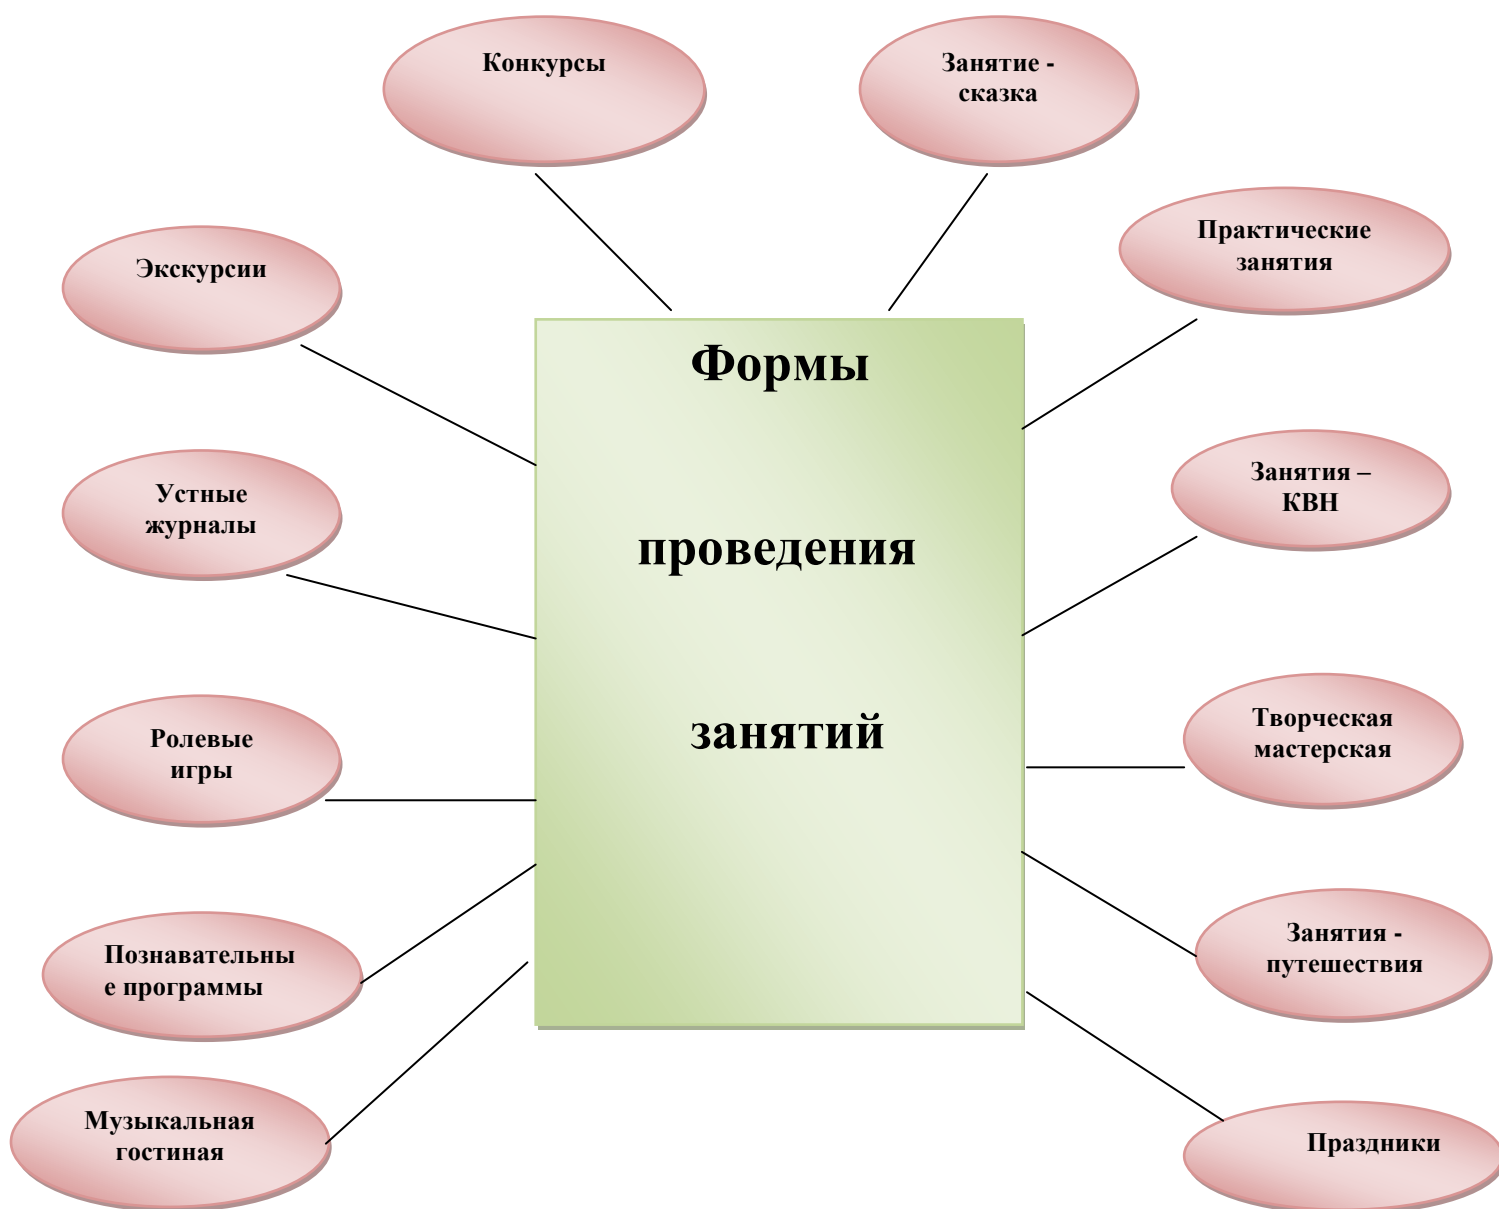 Конкурсы
Занятие -
сказка
Практические
занятия
Экскурсии
Формы
проведения
занятий
Занятия –
КВН
Устные
журналы
Творческая
мастерская
Ролевые
игры
Занятия -
путешествия
Познавательны
е программы
Музыкальная
гостиная
Праздники